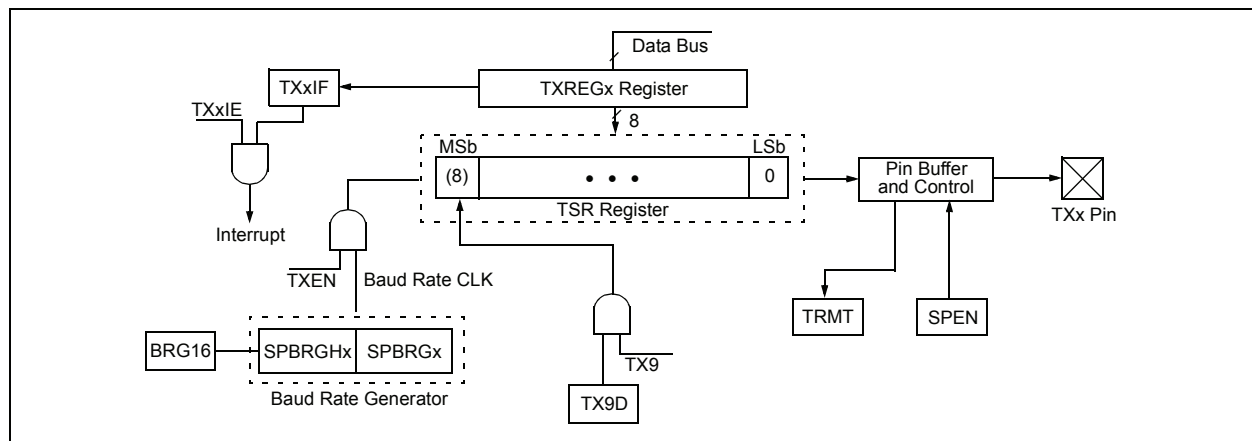 Data Bus
TXxIF
TXREGx Register
TXxIE
8
MSb
LSb
(8)
• • •
0
Pin Buffer
and Control
TSR Register
TXx Pin
Interrupt
TXEN
Baud Rate CLK
TRMT
SPEN
BRG16
SPBRGHx
SPBRGx
TX9
Baud Rate Generator
TX9D